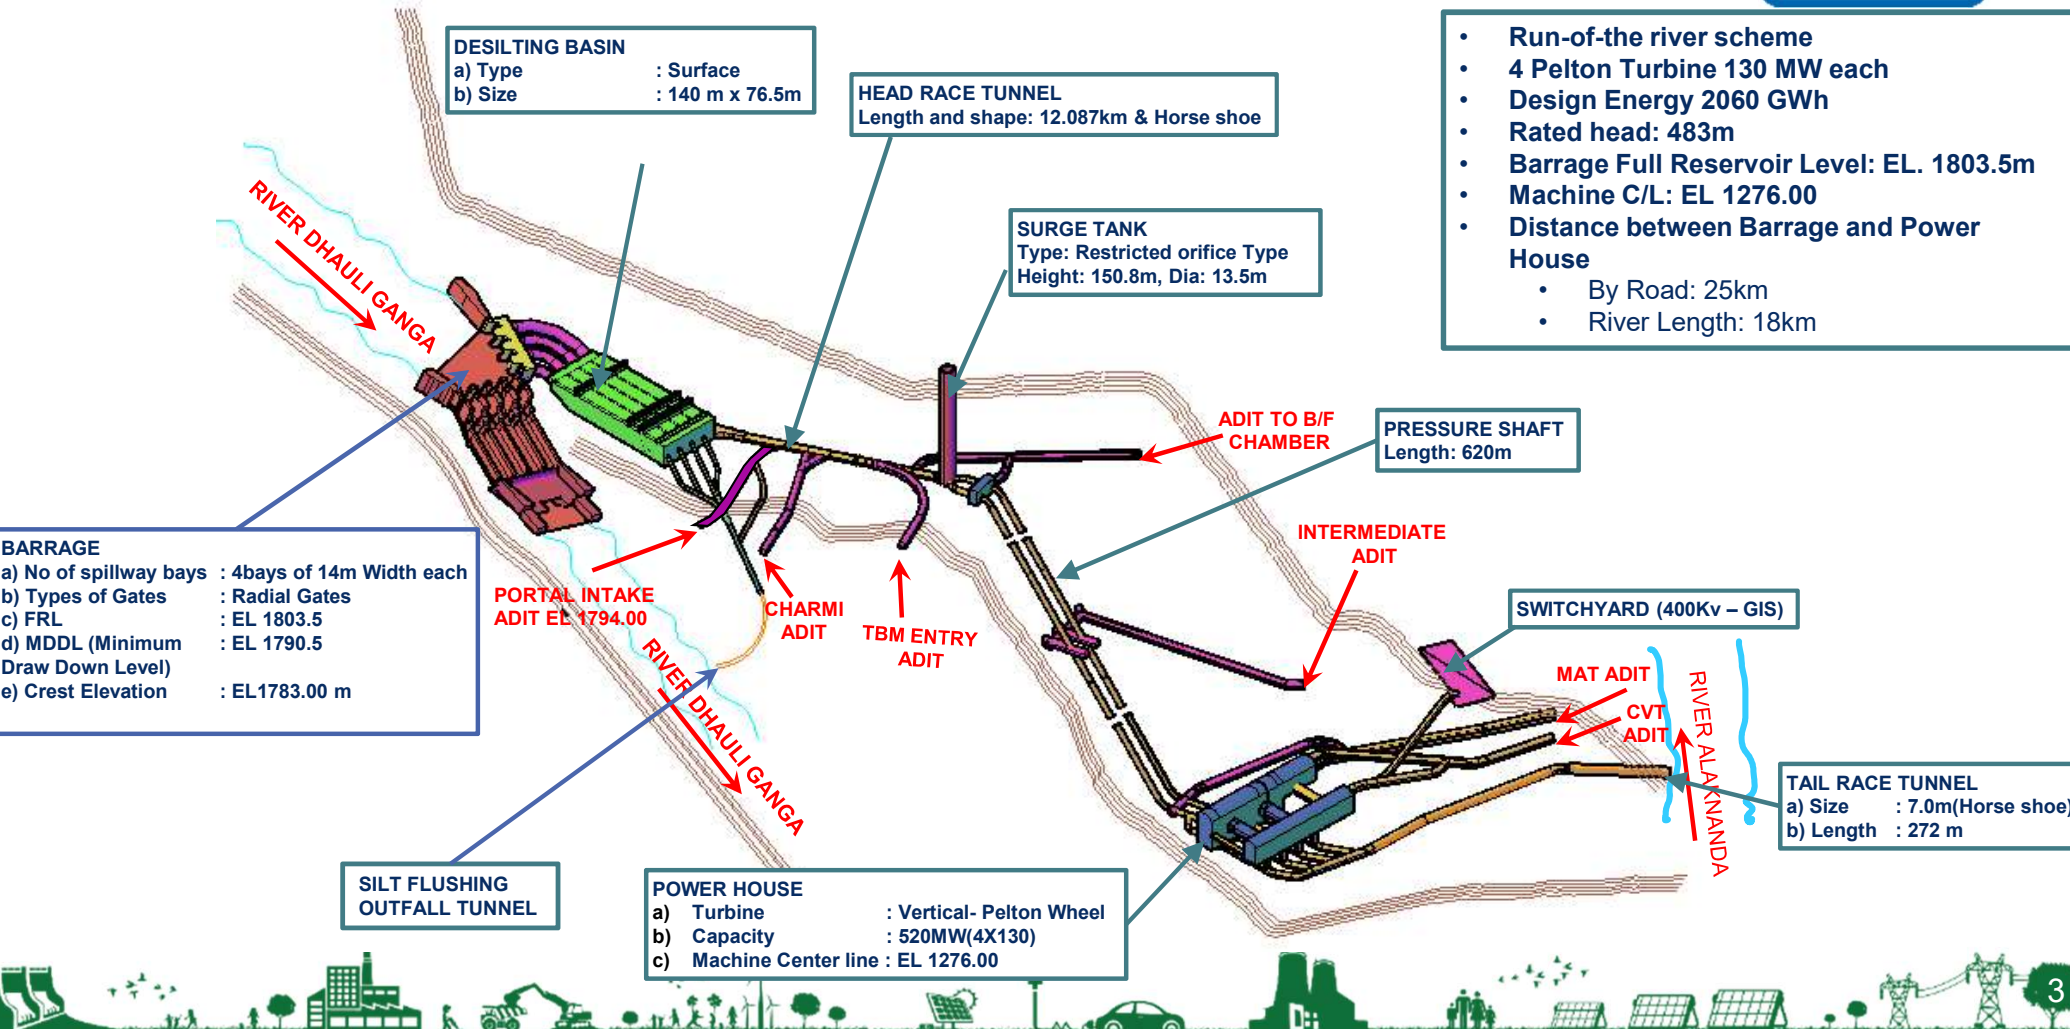 DESILTING BASIN
a) Type : Surface
b) Size : 140 m x 76.5m
HEAD RACE TUNNEL
Length and shape: 12.087km & Horse shoe
SURGE TANK
Type: Restricted orifice Type
Height: 150.8m, Dia: 13.5m
• Run-of-the river scheme
• 4 Pelton Turbine 130 MW each
• Design Energy 2060 GWh
• Rated head: 483m
• Barrage Full Reservoir Level: EL. 1803.5m
• Machine C/L: EL 1276.00
• Distance between Barrage and Power
House
• By Road: 25km
• River Length: 18km
RIVER DHAULI GANGA
ADIT TO B/F
CHAMBER
PRESSURE SHAFT
Length: 620m
INTERMEDIATE
ADIT
BARRAGE
a) No of spillway bays : 4bays of 14m Width each
b) Types of Gates : Radial Gates
c) FRL : EL 1803.5
d) MDDL (Minimum : EL 1790.5
Draw Down Level)
e) Crest Elevation : EL1783.00 m
PORTAL INTAKE
ADIT EL 1794.00
CHARMI
ADIT
TBM ENTRY
ADIT
RIVER DHAULI GANGA
SWITCHYARD (400Kv – GIS)
MAT ADIT
CVT
ADIT
RIVER ALAKNANDA
TAIL RACE TUNNEL
a) Size : 7.0m(Horse shoe)
b) Length : 272 m
SILT FLUSHING
OUTFALL TUNNEL
POWER HOUSE
a) Turbine : Vertical- Pelton Wheel
b) Capacity : 520MW(4X130)
c) Machine Center line : EL 1276.00
3